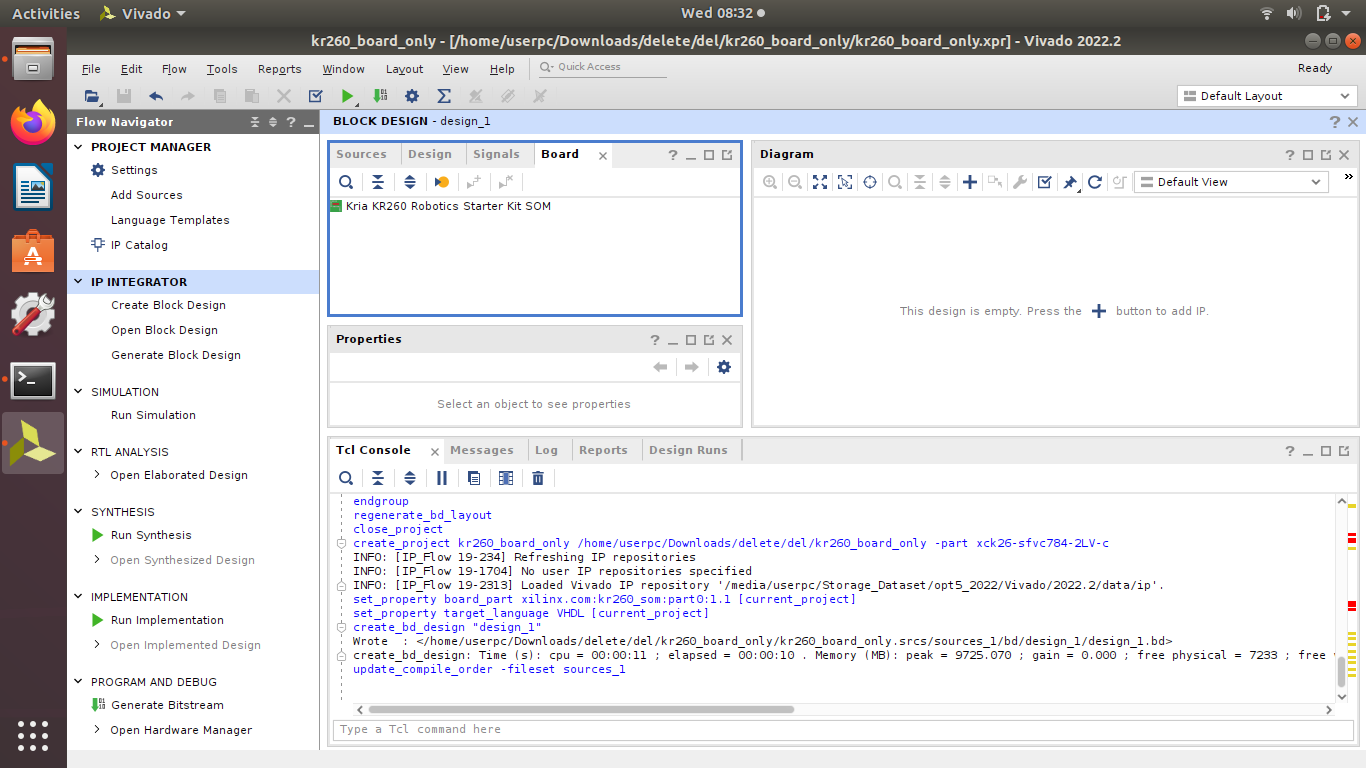 Activities
Vivado
Wed 08:32
kr260_board_only - [/home/userpc/Downloads/delete/del/kr260_board_only/kr260_board_only.xpr] - Vivado 2022.2
File Edit Flow Tools Reports Window Layout View Help
Quick Access
Ready
Default Layout
Flow Navigator
PROJECT MANAGER
Settings
Add Sources
Language Templates
IP Catalog
IP INTEGRATOR
Create Block Design
Open Block Design
Generate Block Design
SIMULATION
Run Simulation
RTL ANALYSIS
Open Elaborated Design
SYNTHESIS
Run Synthesis
Open Synthesized Design
IMPLEMENTATION
Run Implementation
Open Implemented Design
PROGRAM AND DEBUG
Generate Bitstream
Open Hardware Manager
BLOCK DESIGN - design_1
Sources Design Signals Board
Kria KR260 Robotics Starter Kit SOM
Properties
Select an object to see properties
Diagram
Default View
This design is empty. Press the + button to add IP.
Tcl Console Messages Log Reports Design Runs
endgroup
regenerate_bd_layout
close_project
create_project kr260_board_only /home/userpc/Downloads/delete/del/kr260_board_only -part xck26-sfvc784-2LV-c
INFO: [IP_Flow 19-234] Refreshing IP repositories
INFO: [IP_Flow 19-1704] No user IP repositories specified
INFO: [IP_Flow 19-2313] Loaded Vivado IP repository '/media/userpc/Storage_Dataset/opt5_2022/Vivado/2022.2/data/ip'.
set_property board_part xilinx.com:kr260_som:part0:1.1 [current_project]
set_property target_language VHDL [current_project]
create_bd_design "design_1"
Wrote : </home/userpc/Downloads/delete/del/kr260_board_only/kr260_board_only.srcs/sources_1/bd/design_1/design_1.bd>
create_bd_design: Time (s): cpu = 00:00:11 ; elapsed = 00:00:10 . Memory (MB): peak = 9725.070 ; gain = 0.000 ; free physical = 7233 ; free
update_compile_order -fileset sources_1
Type a Tcl command here